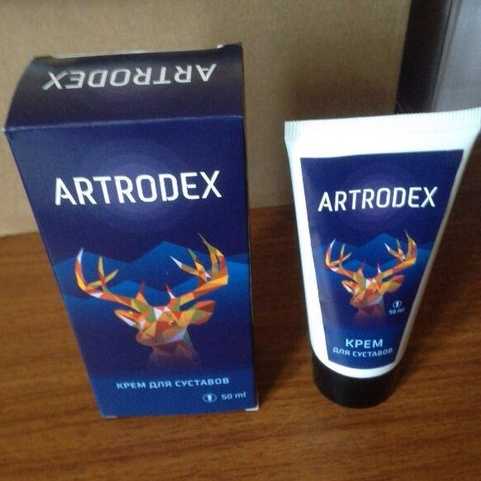 ARTRODEX
ARTRODEX
КРЕМ ДЛЯ СУСТАВОВ
50 ml
ARTRODEX
50 ml
КРЕМ
ДЛЯ СУСТАВОВ